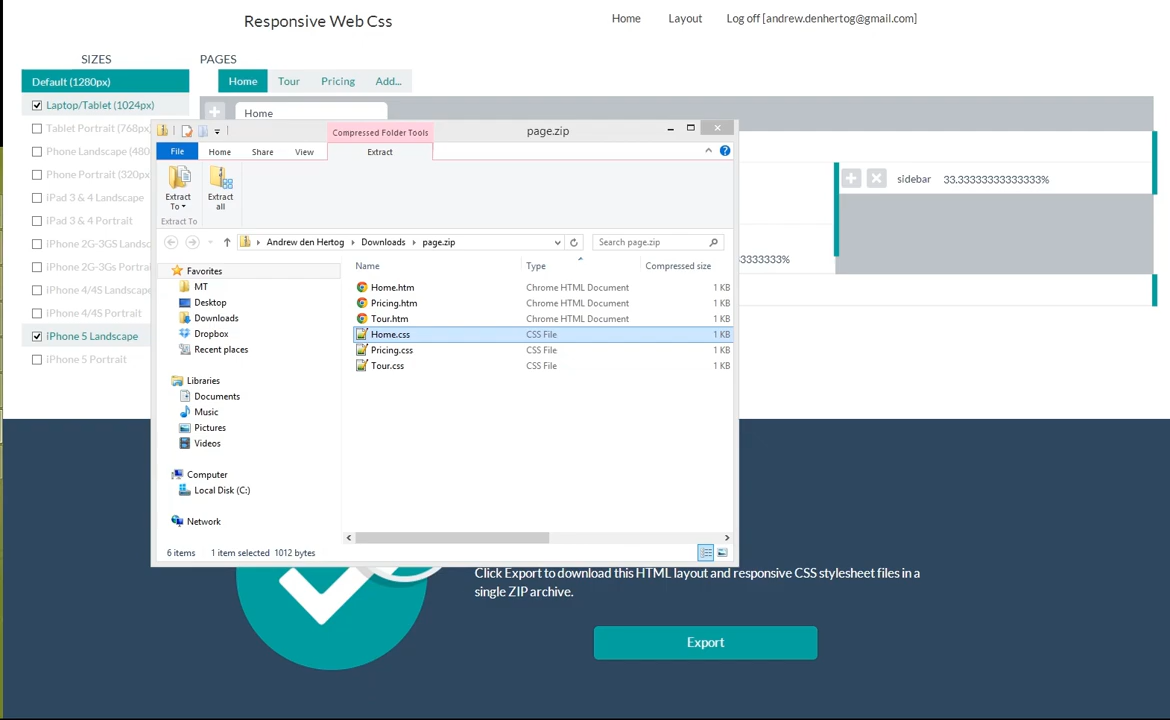 Responsive Web Css
Home Layout Log off [andrew.denhertog@gmail.com]
SIZES
PAGES
Default (1280px)
Home Tour Pricing Add...
Laptop/Tablet (1024px)
Home
Tablet Portrait (768px
Phone Landscape (480
Phone Portrait (320px
iPad 3 & 4 Landscape
iPad 3 & 4 Portrait
iPhone 2G-3GS Landsc
iPhone 2G-3Gs Portrai
iPhone 4/4S Landscape
iPhone 4/4S Portrait
iPhone 5 Landscape
iPhone 5 Portrait
Compressed Folder Tools
page.zip
File Home Share View Extract
Extract To
Extract all
Extract To
Andrew den Hertog Downloads page.zip
Search page.zip
Favorites
MT
Desktop
Downloads
Dropbox
Recent places
Libraries
Documents
Music
Pictures
Videos
Computer
Local Disk (C:)
Network
Name Type Compressed size
Home.htm Chrome HTML Document 1 KB
Pricing.htm Chrome HTML Document 1 KB
Tour.htm Chrome HTML Document 1 KB
Home.css CSS File 1 KB
Pricing.css CSS File 1 KB
Tour.css CSS File 1 KB
6 items 1 item selected 1012 bytes
sidebar 33.33333333333333%
3333333%
Click Export to download this HTML layout and responsive CSS stylesheet files in a
single ZIP archive.
Export